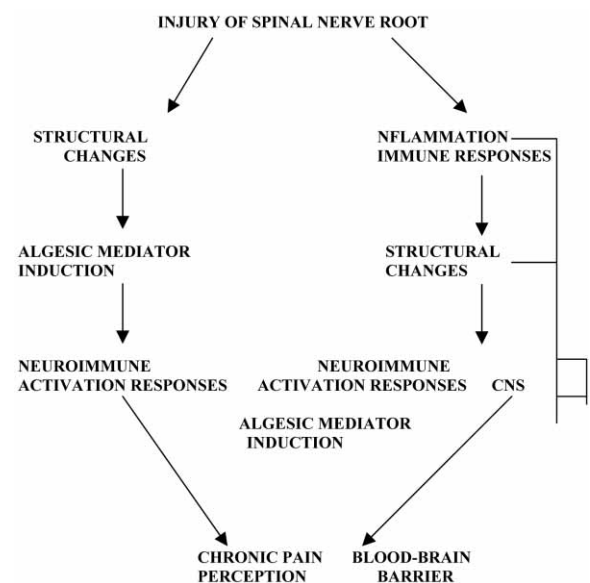 INJURY OF SPINAL NERVE ROOT
STRUCTURAL
CHANGES
NFLAMMATION
IMMUNE RESPONSES
ALGESIC MEDIATOR
INDUCTION
STRUCTURAL
CHANGES
NEUROIMMUNE
ACTIVATION RESPONSES
NEUROIMMUNE
ACTIVATION RESPONSES CNS
ALGESIC MEDIATOR
INDUCTION
CHRONIC PAIN
PERCEPTION
BLOOD-BRAIN
BARRIER